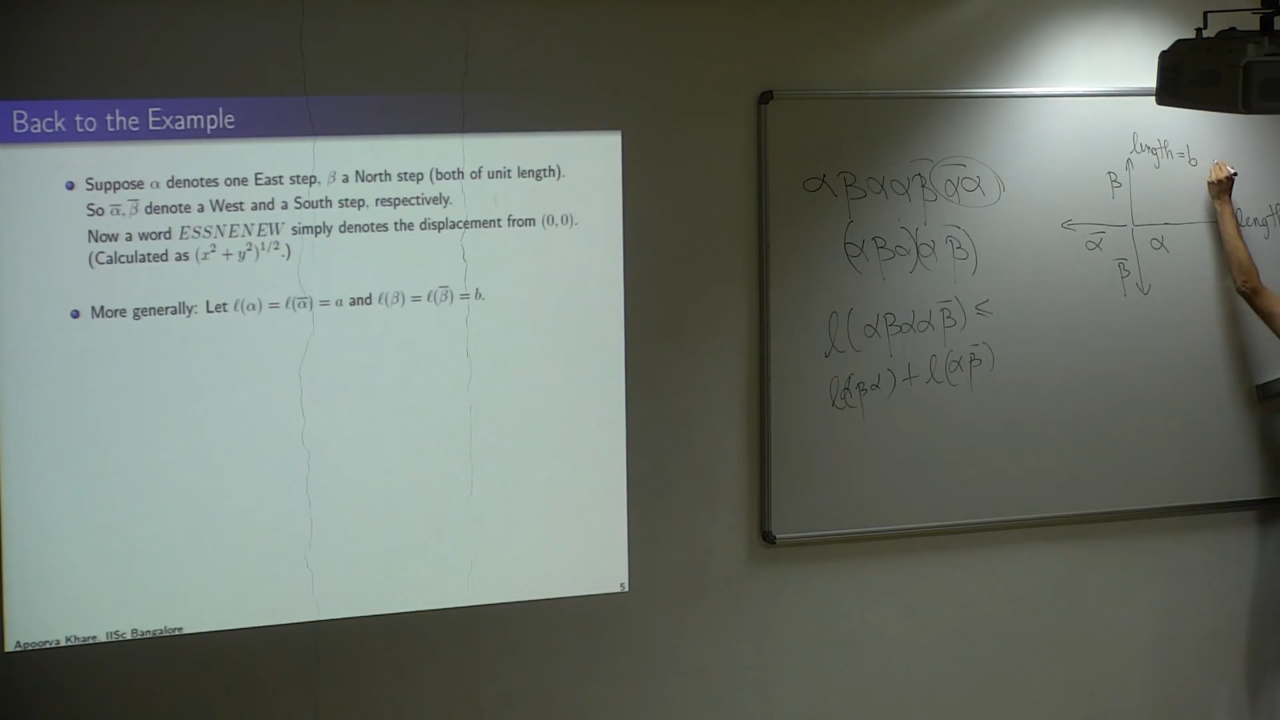 Back to the Example
Suppose α denotes one East step, β a North step (both of unit length).
So ᾱ, β̄ denote a West and a South step, respectively.
Now a word ESSNENEW simply denotes the displacement from (0,0).
(Calculated as (x² + y²)^{1/2}.)
More generally: Let ℓ(α) = ℓ(ᾱ) = a and ℓ(β) = ℓ(β̄) = b.
5
Apoorva Khare, IISc Bangalore
αβααβ̄ᾱα
(αβα)(αβ̄)
l(αβααβ̄) ≤
l(αβα) + l(αβ̄)
length = b
β
length
ᾱ α
β̄